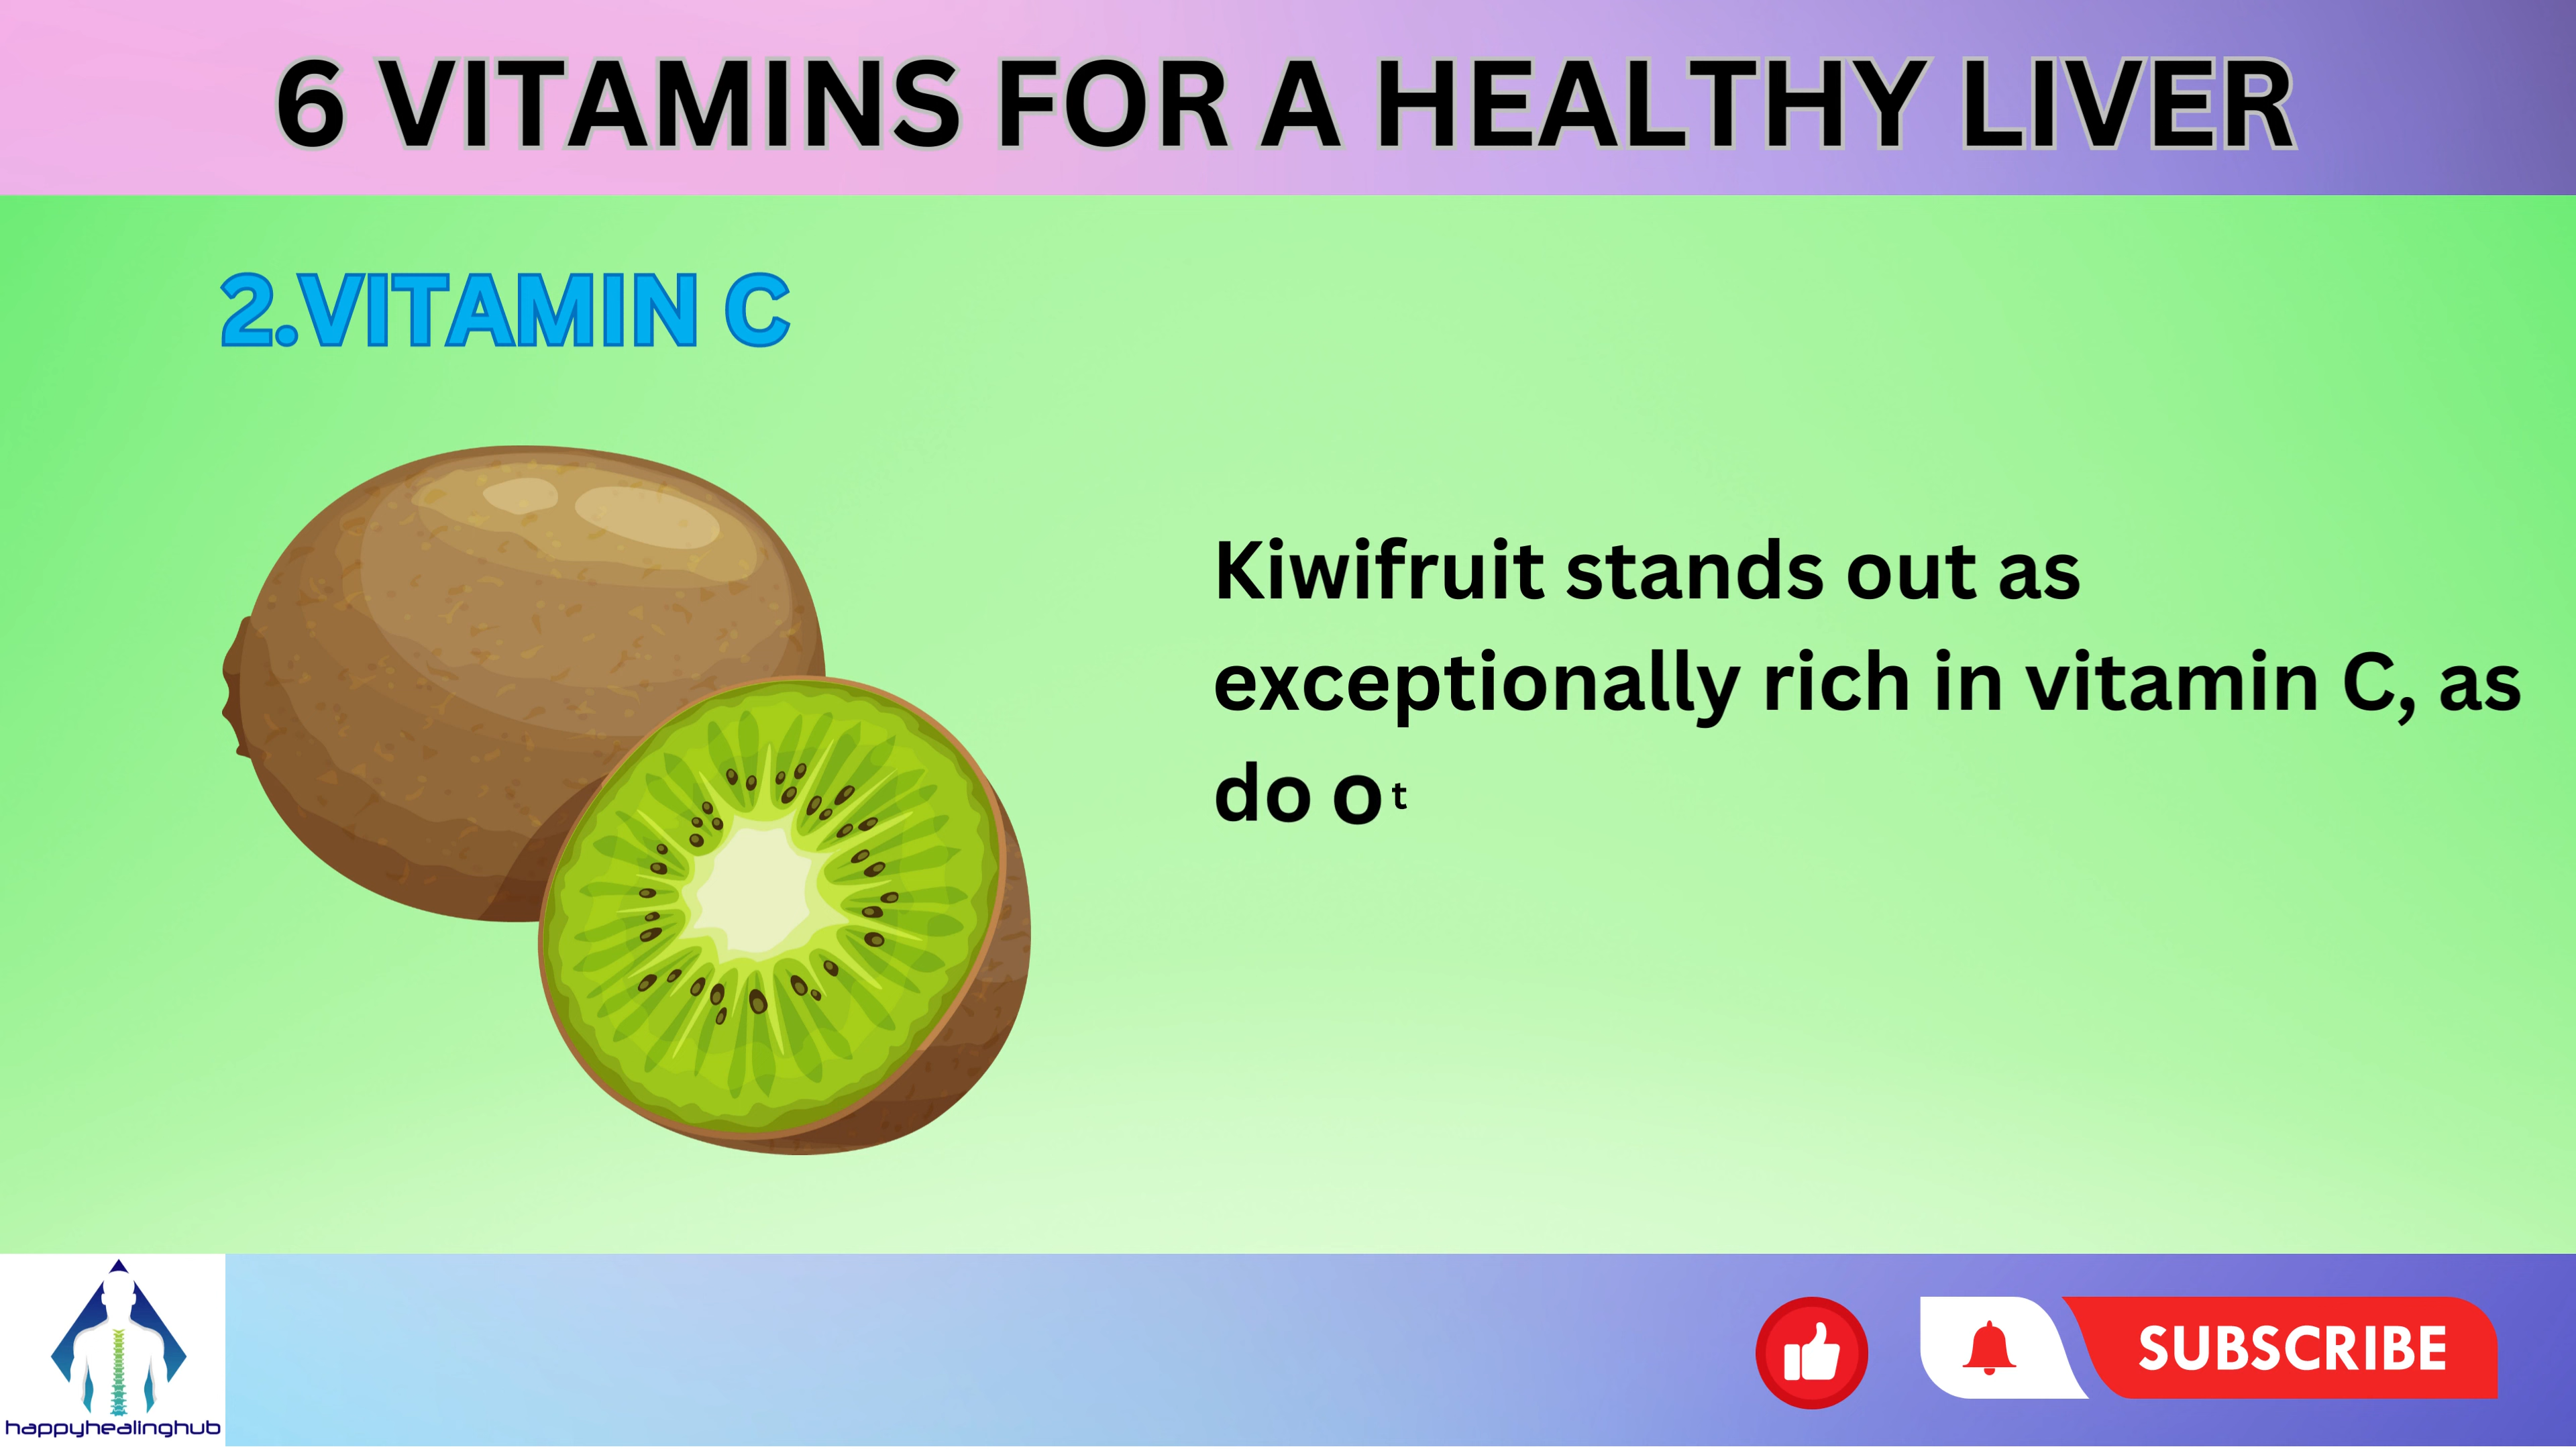 6 VITAMINS FOR A HEALTHY LIVER
2.VITAMIN C
Kiwifruit stands out as
exceptionally rich in vitamin C, as
do ot
happyhealinghub
SUBSCRIBE